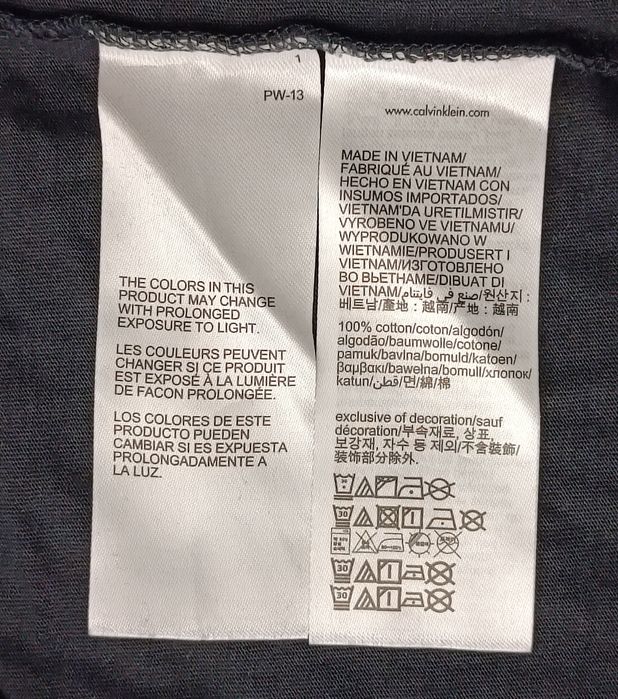 1
PW-13
THE COLORS IN THIS
PRODUCT MAY CHANGE
WITH PROLONGED
EXPOSURE TO LIGHT.
LES COULEURS PEUVENT
CHANGER SI CE PRODUIT
EST EXPOSÉ À LA LUMIÈRE
DE FACON PROLONGÉE.
LOS COLORES DE ESTE
PRODUCTO PUEDEN
CAMBIAR SI ES EXPUESTA
PROLONGADAMENTE A
LA LUZ.
www.calvinklein.com
MADE IN VIETNAM/
FABRIQUÉ AU VIETNAM/
HECHO EN VIETNAM CON
INSUMOS IMPORTADOS/
VIETNAM'DA URETILMISTIR/
VYROBENO VE VIETNAMU/
WYPRODUKOWANO W
WIETNAMIE/PRODUSERT I
VIETNAM/ИЗГОТОВЛЕНО
ВО ВЬЕТНАМЕ/DIBUAT DI
VIETNAM/صنع في فايتنام/원산지 :
베트남/產地 : 越南/产地 : 越南
100% cotton/coton/algodón/
algodão/baumwolle/cotone/
pamuk/bavlna/bomuld/katoen/
βαμβακι/bawełna/bomull/хлопок/
katun/قطن/면/綿/棉
exclusive of decoration/sauf
décoration/부속재료, 상표,
보강재, 자수 등 제외/不含裝飾/
装饰部分除外.
30
30
30